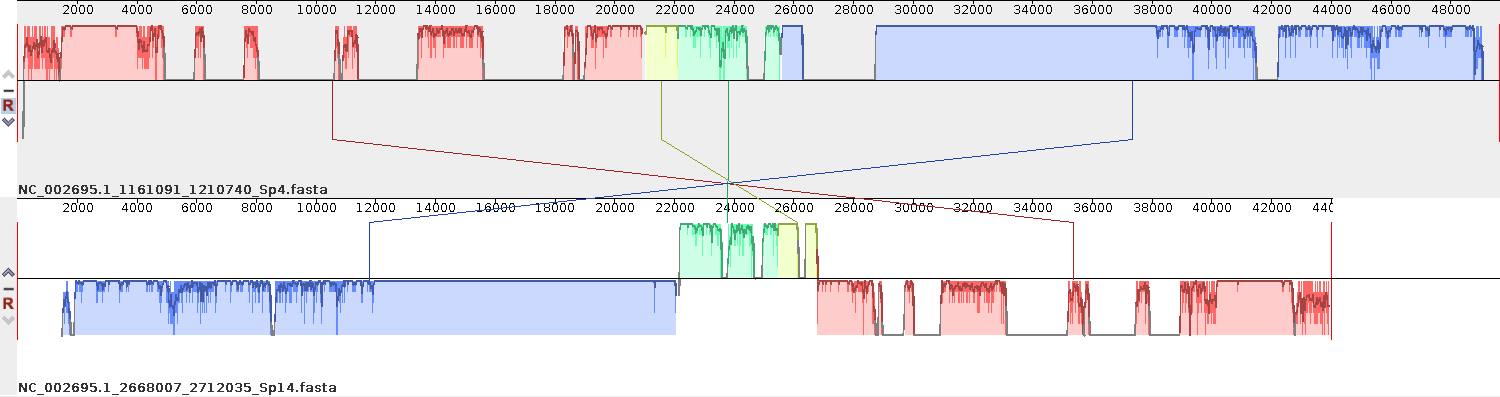 2000 4000 6000 8000 10000 12000 14000 16000 18000 20000 22000 24000 26000 28000 30000 32000 34000 36000 38000 40000 42000 44000 46000 48000
R
NC_002695.1_1161091_1210740_Sp4.fasta
2000 4000 6000 8000 10000 12000 14000 16000 18000 20000 22000 24000 26000 28000 30000 32000 34000 36000 38000 40000 42000 440
R
NC_002695.1_2668007_2712035_Sp14.fasta